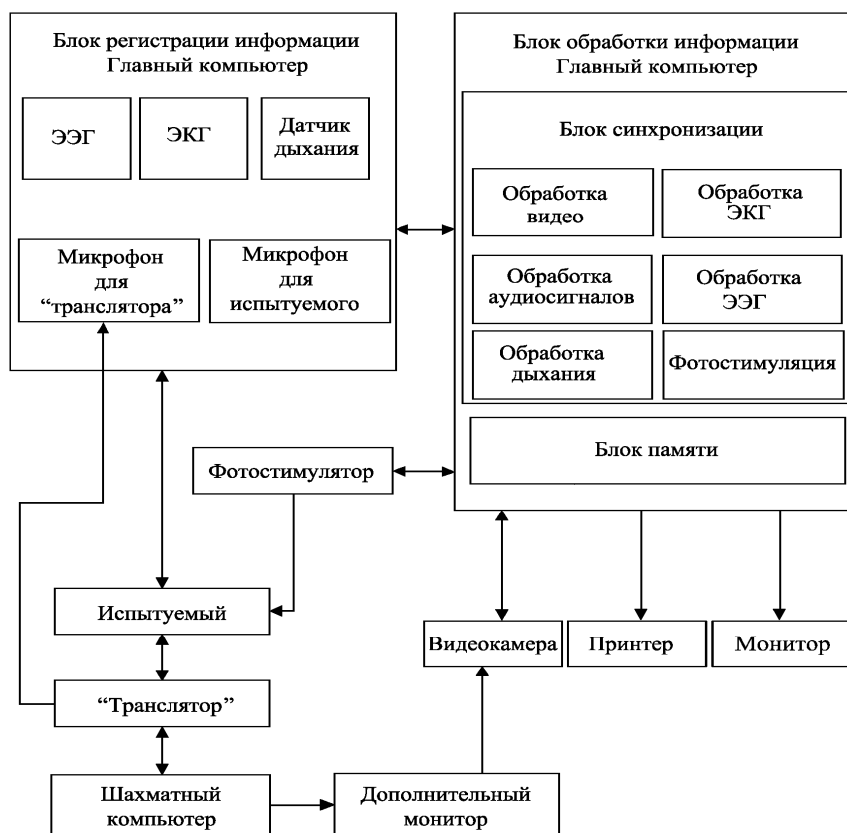 Блок регистрации информации
Главный компьютер
ЭЭГ
ЭКГ
Датчик
дыхания
Микрофон
для
“транслятора”
Микрофон
для
испытуемого
Блок обработки информации
Главный компьютер
Блок синхронизации
Обработка
видео
Обработка
ЭКГ
Обработка
аудиосигналов
Обработка
ЭЭГ
Обработка
дыхания
Фотостимуляция
Блок памяти
Фотостимулятор
Испытуемый
“Транслятор”
Шахматный
компьютер
Дополнительный
монитор
Видеокамера
Принтер
Монитор